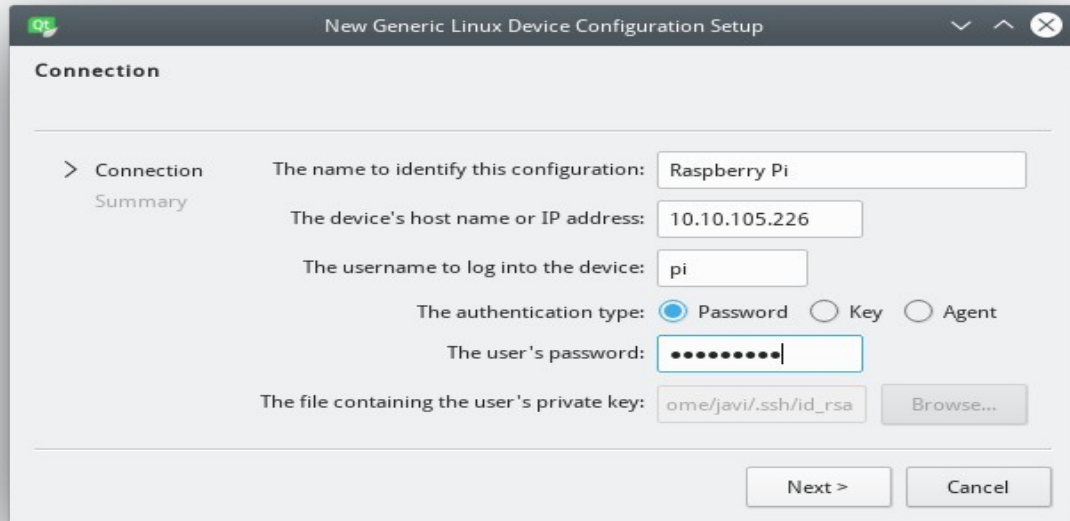 Qt
New Generic Linux Device Configuration Setup
Connection
> Connection
Summary
The name to identify this configuration: Raspberry Pi
The device's host name or IP address: 10.10.105.226
The username to log into the device: pi
The authentication type: Password Key Agent
The user's password: •••••••••
The file containing the user's private key: ome/javi/.ssh/id_rsa Browse...
Next > Cancel